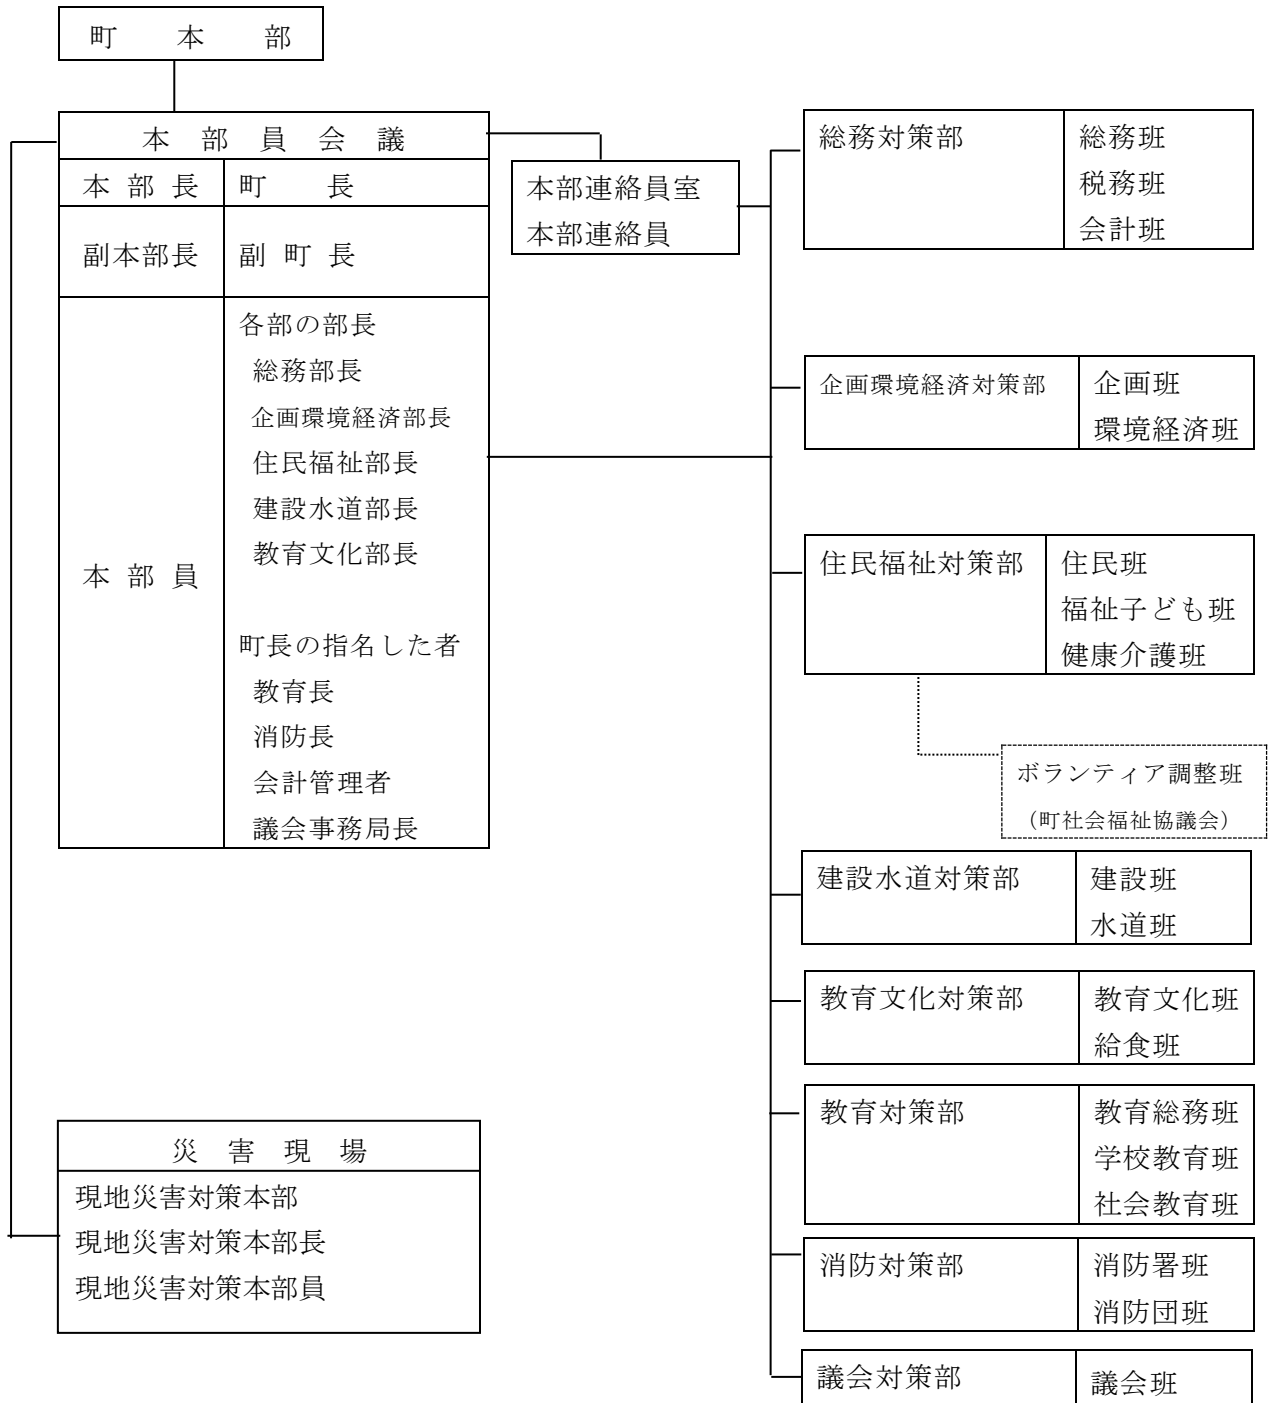 町本部
本部員会議
本部長 町長
副本部長 副町長
本部員
各部の部長
総務部長
企画環境経済部長
住民福祉部長
建設水道部長
教育文化部長
町長の指名した者
教育長
消防長
会計管理者
議会事務局長
本部連絡員室
本部連絡員
災害現場
現地災害対策本部
現地災害対策本部長
現地災害対策本部員
総務対策部 総務班
税務班
会計班
企画環境経済対策部 企画班
環境経済班
住民福祉対策部 住民班
福祉子ども班
健康介護班
ボランティア調整班
（町社会福祉協議会）
建設水道対策部 建設班
水道班
教育文化対策部 教育文化班
給食班
教育対策部 教育総務班
学校教育班
社会教育班
消防対策部 消防署班
消防団班
議会対策部 議会班